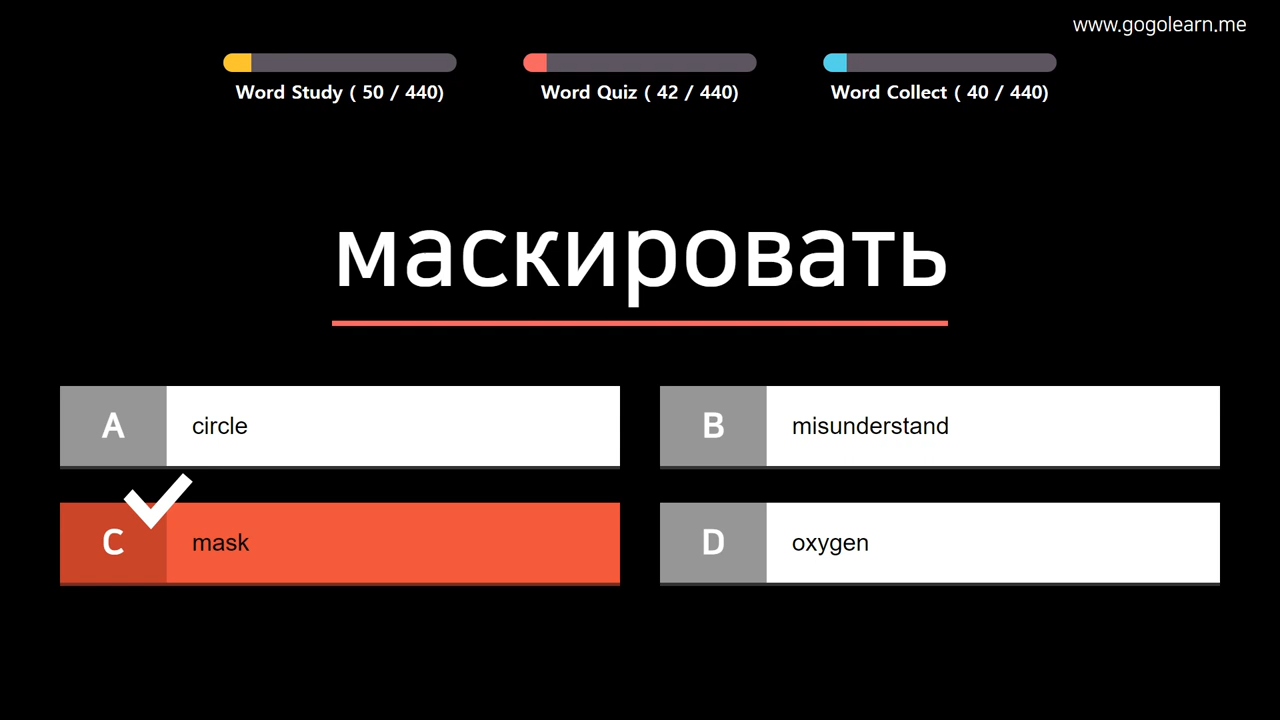 www.gogolearn.me
Word Study ( 50 / 440)
Word Quiz ( 42 / 440)
Word Collect ( 40 / 440)
маскировать
A circle
B misunderstand
C mask
D oxygen